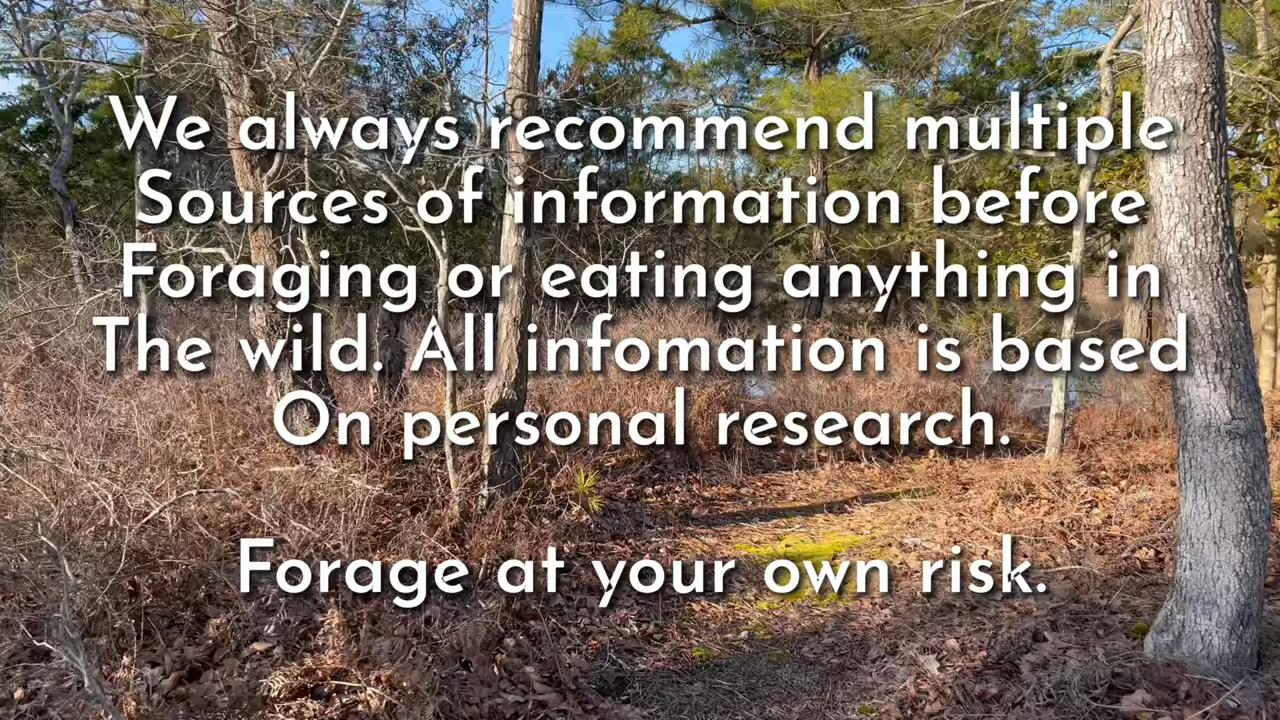 We always recommend multiple
Sources of information before
Foraging or eating anything in
The wild. All infomation is based
On personal research.
Forage at your own risk.